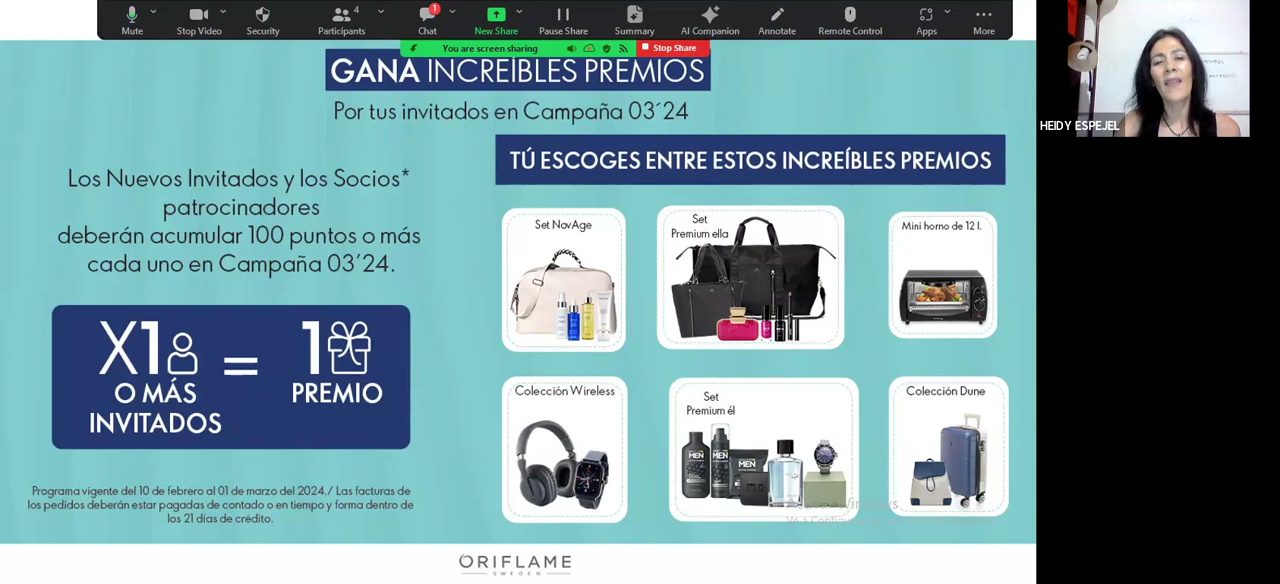 Mute
Stop Video
Security
Participants
4
Chat
1
New Share
Pause Share
Summary
AI Companion
Annotate
Remote Control
Apps
More
You are screen sharing
Stop Share
HEIDY ESPEJEL
GANA INCREÍBLES PREMIOS
Por tus invitados en Campaña 03´24
Los Nuevos Invitados y los Socios*
patrocinadores
deberán acumular 100 puntos o más
cada uno en Campaña 03’24.
X1 = 1
O MÁS
INVITADOS
PREMIO
Programa vigente del 10 de febrero al 01 de marzo del 2024./ Las facturas de
los pedidos deberán estar pagadas de contado o en tiempo y forma dentro de
los 21 días de crédito.
TÚ ESCOGES ENTRE ESTOS INCREÍBLES PREMIOS
Set NovAge
Set
Premium ella
Mini horno de 12 l.
Colección Wireless
Set
Premium él
MEN
MEN
MEN
Colección Dune
ORIFLAME
SWEDEN